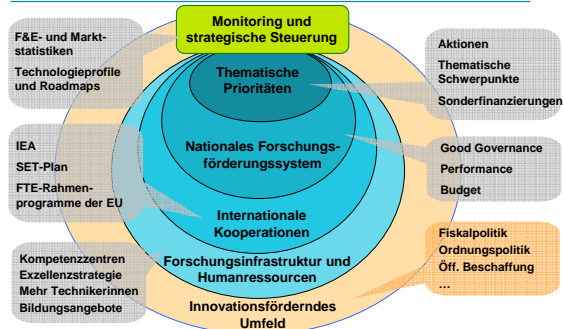 Monitoring und
strategische Steuerung
F&E- und Markt-
statistiken
Technologieprofile
und Roadmaps
Aktionen
Thematische
Schwerpunkte
Sonderfinanzierungen
Thematische
Prioritäten
IEA
SET-Plan
FTE-Rahmen-
programme der EU
Nationales Forschungs-
förderungssystem
Good Governance
Performance
Budget
Internationale
Kooperationen
Kompetenzzentren
Exzellenzstrategie
Mehr Technikerinnen
Bildungsangebote
Forschungsinfrastruktur und
Humanressourcen
Fiskalpolitik
Ordnungspolitik
Öff. Beschaffung
…
Innovationsförderndes
Umfeld